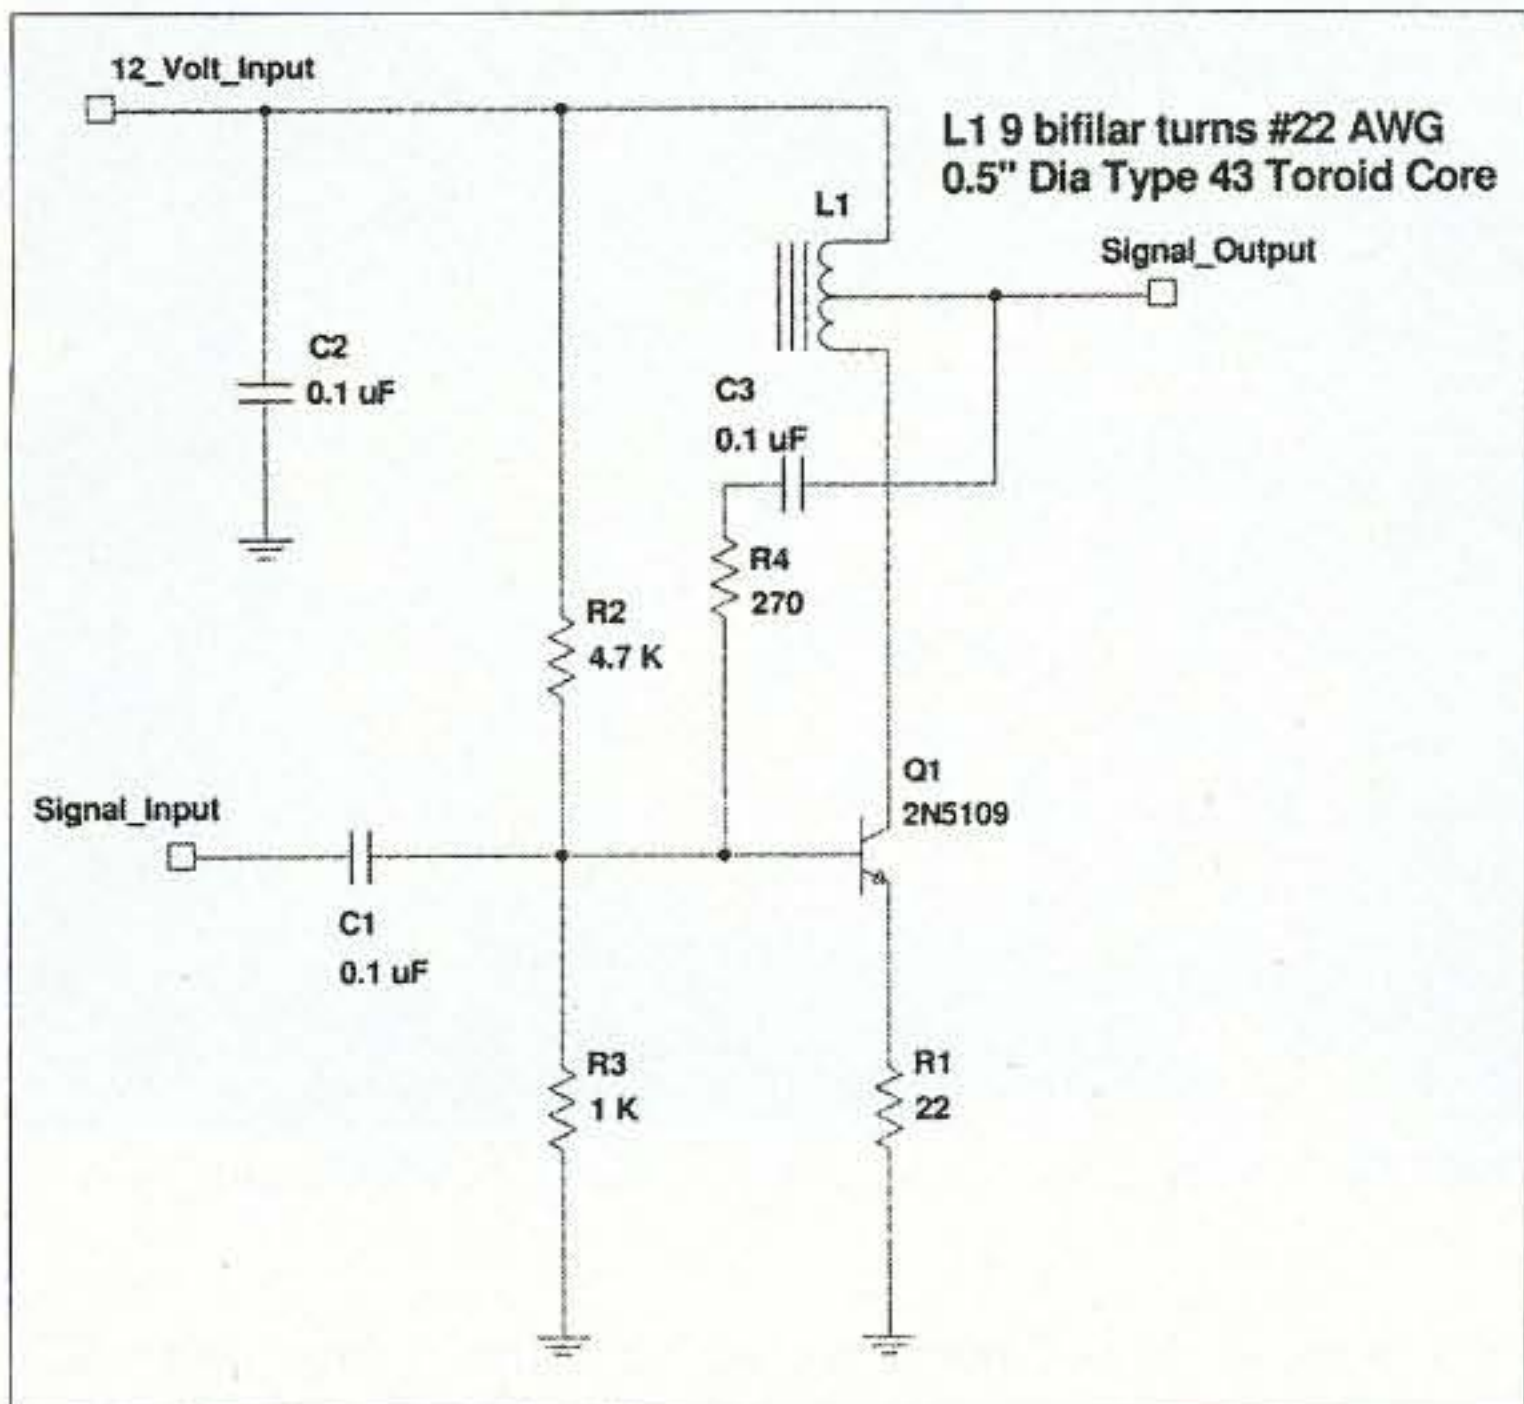 12_Volt_Input
L1 9 bifilar turns #22 AWG
0.5" Dia Type 43 Toroid Core
L1
Signal_Output
C2
0.1 uF
C3
0.1 uF
R4
270
R2
4.7 K
Q1
2N5109
Signal_Input
C1
0.1 uF
R3
1 K
R1
22